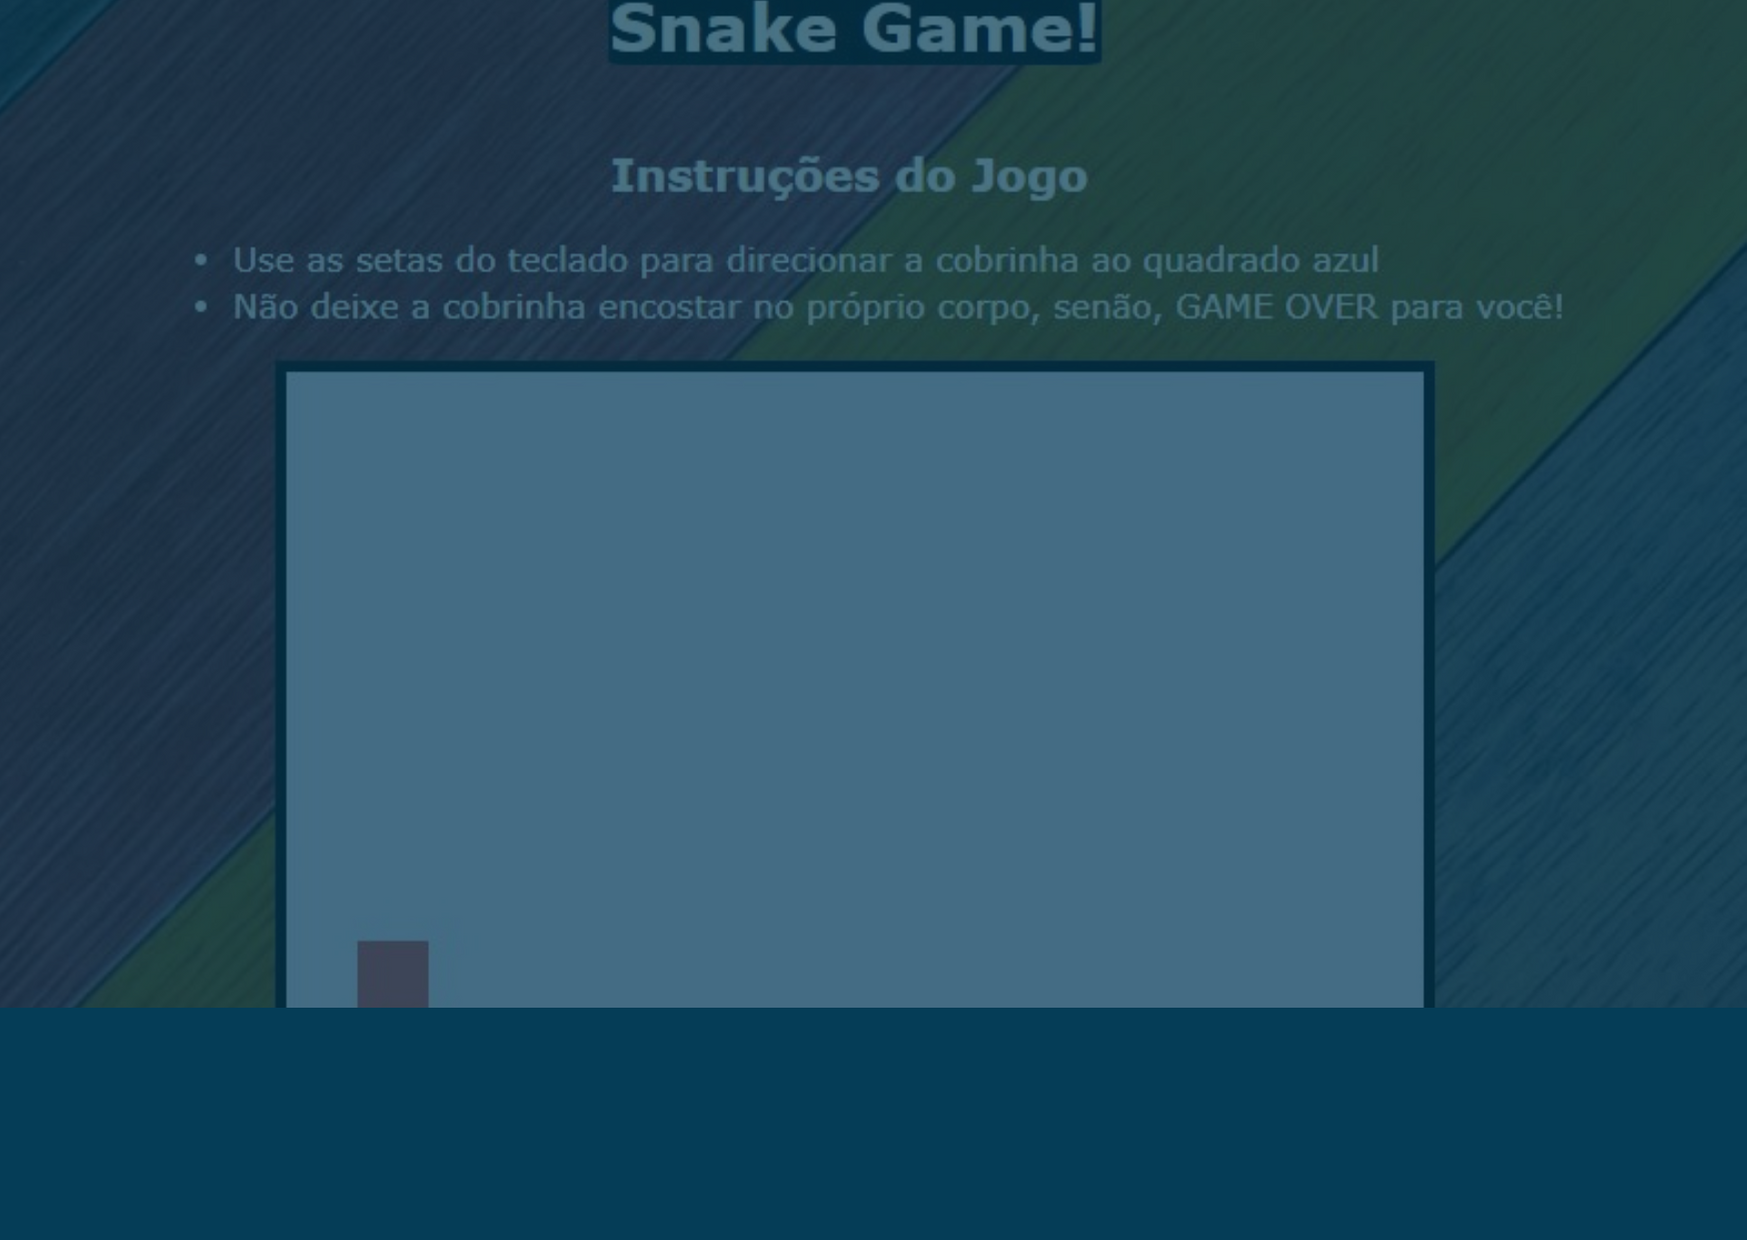 Snake Game!
Instruções do Jogo
• Use as setas do teclado para direcionar a cobrinha ao quadrado azul
• Não deixe a cobrinha encostar no próprio corpo, senão, GAME OVER para você!